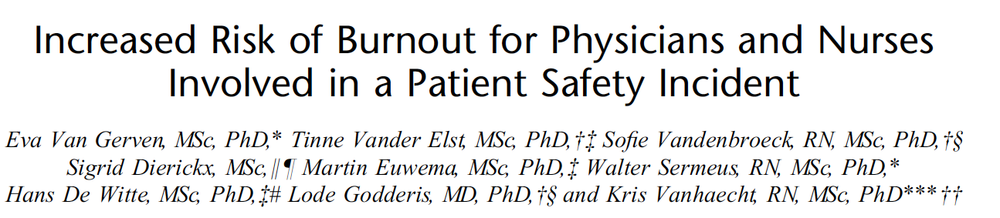 Increased Risk of Burnout for Physicians and Nurses
Involved in a Patient Safety Incident
Eva Van Gerven, MSc, PhD,* Tinne Vander Elst, MSc, PhD,†‡ Sofie Vandenbroeck, RN, MSc, PhD,†§
Sigrid Dierickx, MSc,∥¶ Martin Euwema, MSc, PhD,‡ Walter Sermeus, RN, MSc, PhD,*
Hans De Witte, MSc, PhD,‡# Lode Godderis, MD, PhD,†§ and Kris Vanhaecht, RN, MSc, PhD***††